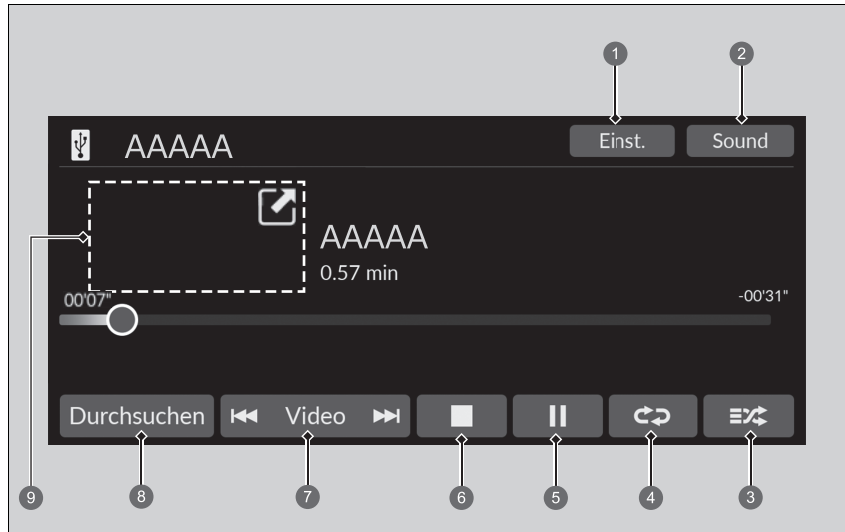 1 2
AAAAA Einst. Sound
AAAAA
0.57 min
9
00'07" -00'31"
Durchsuchen Video
8 7 6 5 4 3